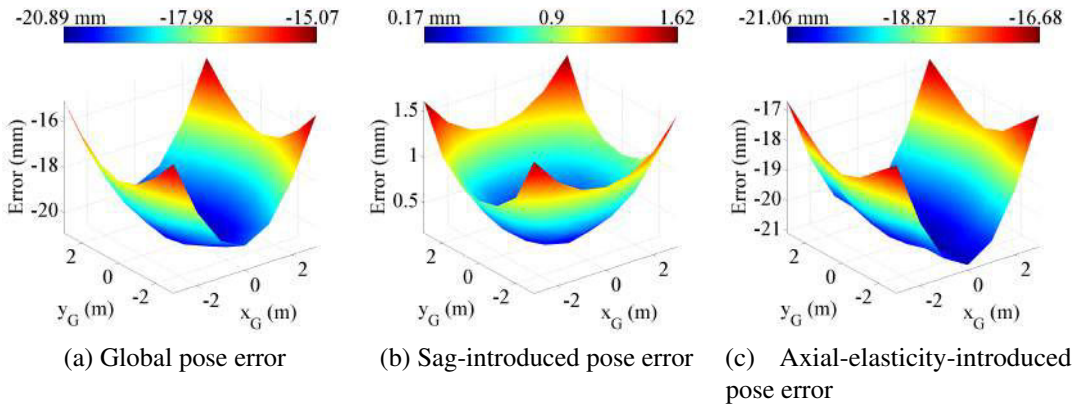 -20.89 mm -17.98 -15.07
0.17 mm 0.9 1.62
-21.06 mm -18.87 -16.68
Error (mm)
-16
-18
-20
2
0
-2
y_G (m)
-2
0
2
x_G (m)
Error (mm)
1.5
1
0.5
2
0
-2
y_G (m)
-2
0
2
x_G (m)
Error (mm)
-17
-18
-19
-20
-21
2
0
-2
y_G (m)
-2
0
2
x_G (m)
(a) Global pose error
(b) Sag-introduced pose error
(c) Axial-elasticity-introduced
pose error